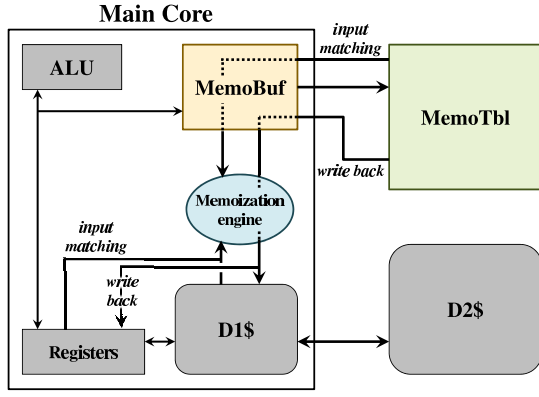 Main Core
input
matching
ALU
MemoBuf
MemoTbl
write back
Memoization
engine
input
matching
write
back
D1$
D2$
Registers